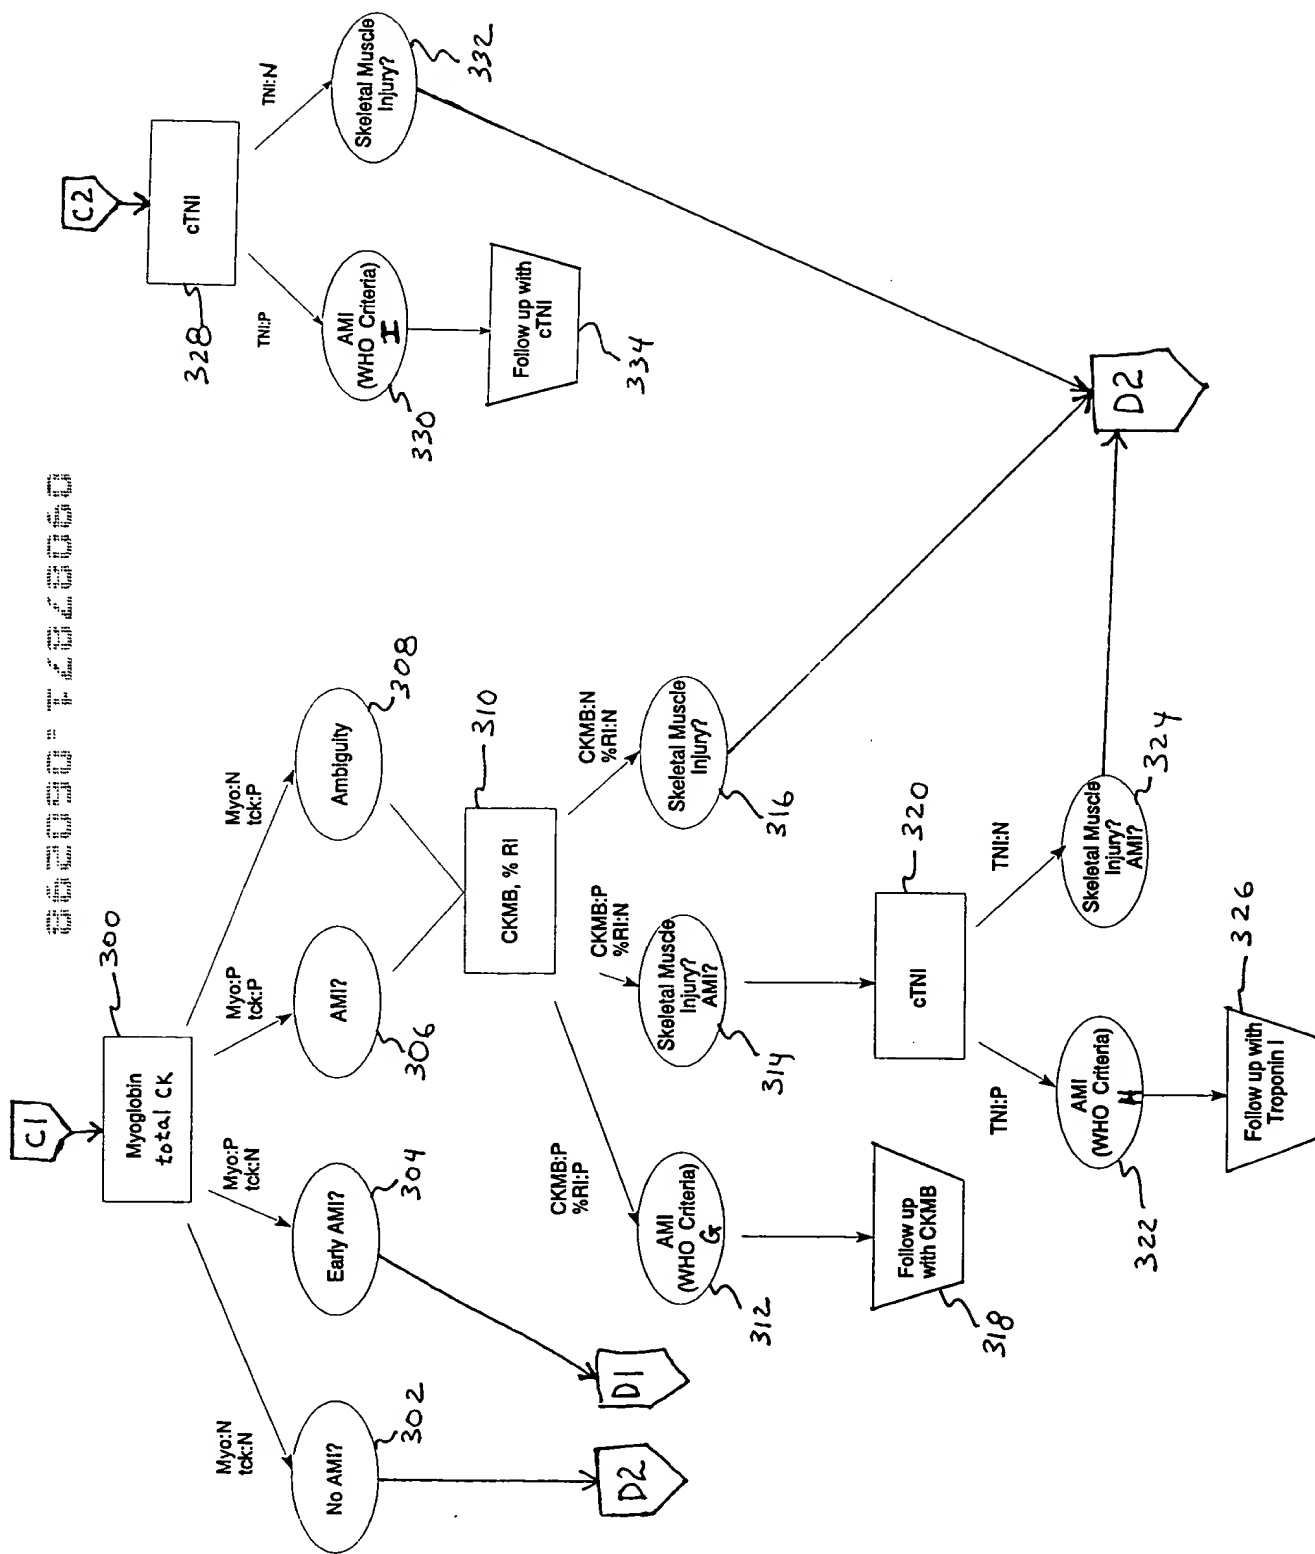 09087871.060298
C1
Myoglobin
total CK
300
Myo:N
tck:N
Myo:P
tck:N
Myo:P
tck:P
Myo:N
tck:P
No AMI?
302
Early AMI?
304
AMI?
306
Ambiguity
308
D2
D1
CKMB, % RI
310
CKMB:P
%RI:P
CKMB:P
%RI:N
CKMB:N
%RI:N
AMI
(WHO Criteria)
G
312
Skeletal Muscle
Injury?
AMI?
314
Skeletal Muscle
Injury?
316
Follow up
with CKMB
318
cTNI
320
TNI:P
TNI:N
AMI
(WHO Criteria)
H
322
Skeletal Muscle
Injury?
AMI?
324
Follow up with
Troponin I
326
C2
cTNI
328
TNI:P
TNI:N
AMI
(WHO Criteria)
I
330
Skeletal Muscle
Injury?
332
Follow up with
cTNI
334
D2